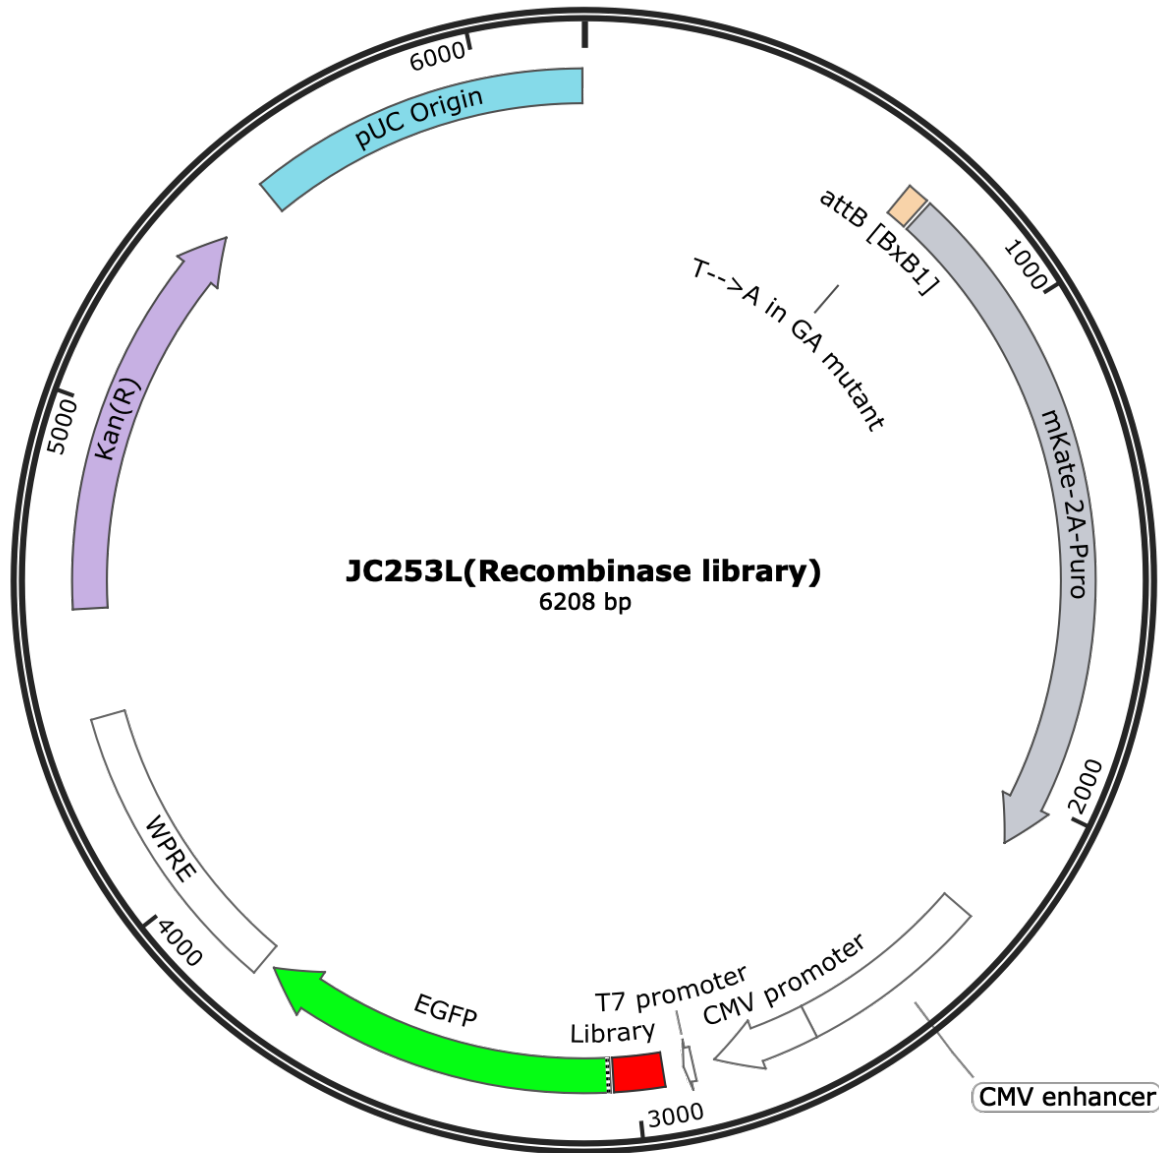 6000
pUC Origin
attB [BxB1]
1000
T-->A in GA mutant
mKate-2A-Puro
5000
Kan(R)
JC253L(Recombinase library)
6208 bp
2000
WPRE
4000
CMV promoter
T7 promoter
EGFP
Library
CMV enhancer
3000